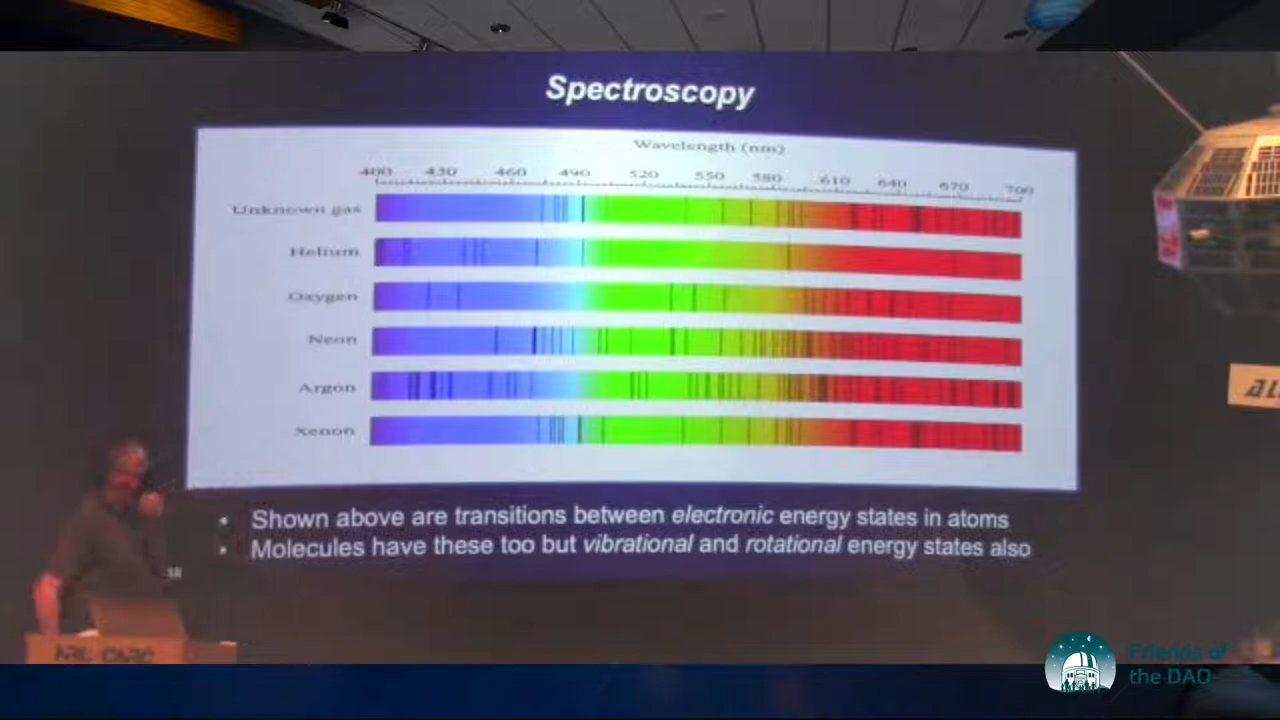 Spectroscopy
Wavelength (nm)
400 430 460 490 520 550 580 610 640 670 700
Unknown gas
Helium
Oxygen
Neon
Argon
Xenon
• Shown above are transitions between electronic energy states in atoms
• Molecules have these too but vibrational and rotational energy states also
18
Friends of
the DAO